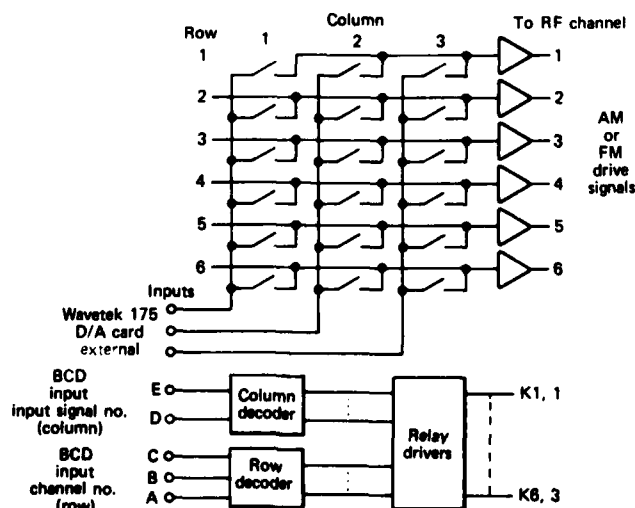 Column
To RF channel
Row
1
2
3
1
1
2
2
3
3
AM
or
FM
drive
signals
4
4
5
5
6
6
Inputs
Wavetek 175
D/A card
external
BCD
input
input signal no.
(column)
E
D
Column
decoder
Relay
drivers
K1, 1
BCD
input
channel no.
(row)
C
B
A
Row
decoder
K6, 3